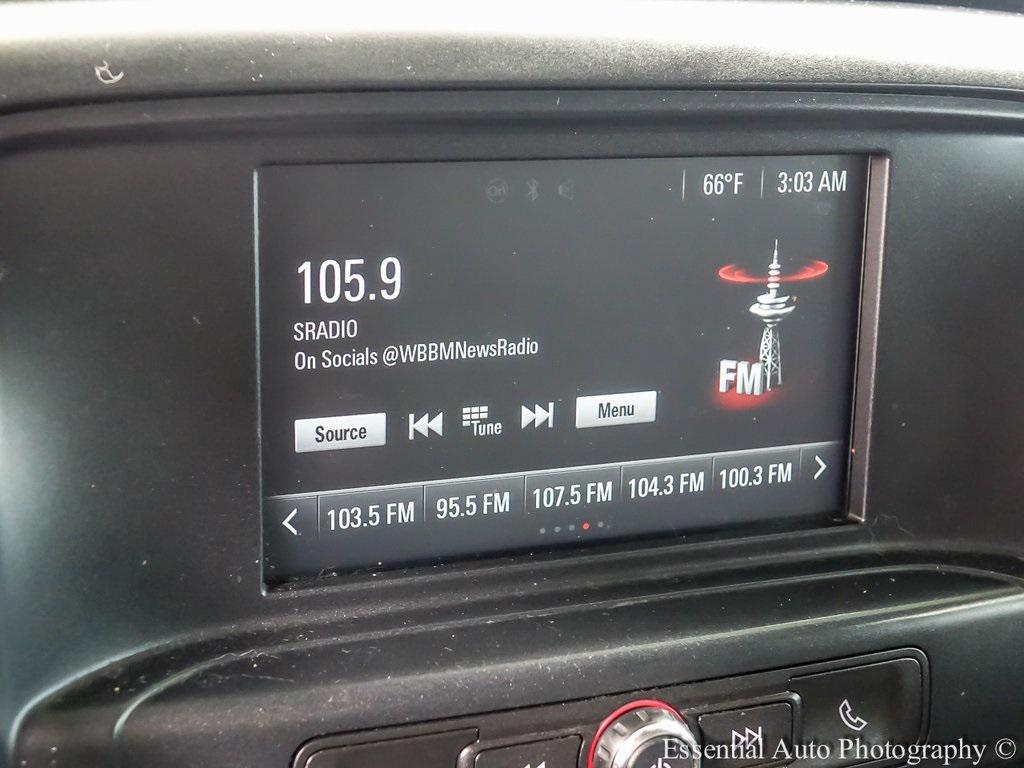 66°F 3:03 AM
105.9
SRADIO
On Socials @WBBMNewsRadio
FM
Source Tune Menu
103.5 FM 95.5 FM 107.5 FM 104.3 FM 100.3 FM
Essential Auto Photography ©